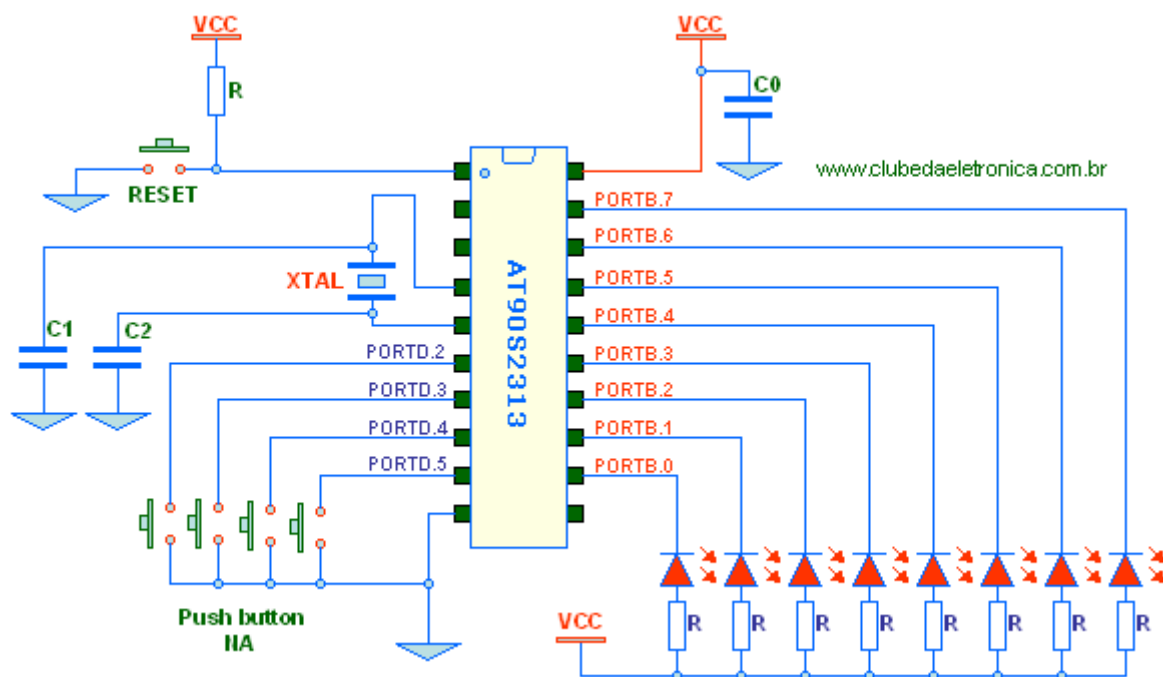 VCC
VCC
R
C0
RESET
www.clubedaeletronica.com.br
PORTB.7
PORTB.6
XTAL
PORTB.5
AT90S2313
C1
C2
PORTB.4
PORTD.2
PORTB.3
PORTD.3
PORTB.2
PORTD.4
PORTB.1
PORTD.5
PORTB.0
Push button
NA
VCC
R
R
R
R
R
R
R
R